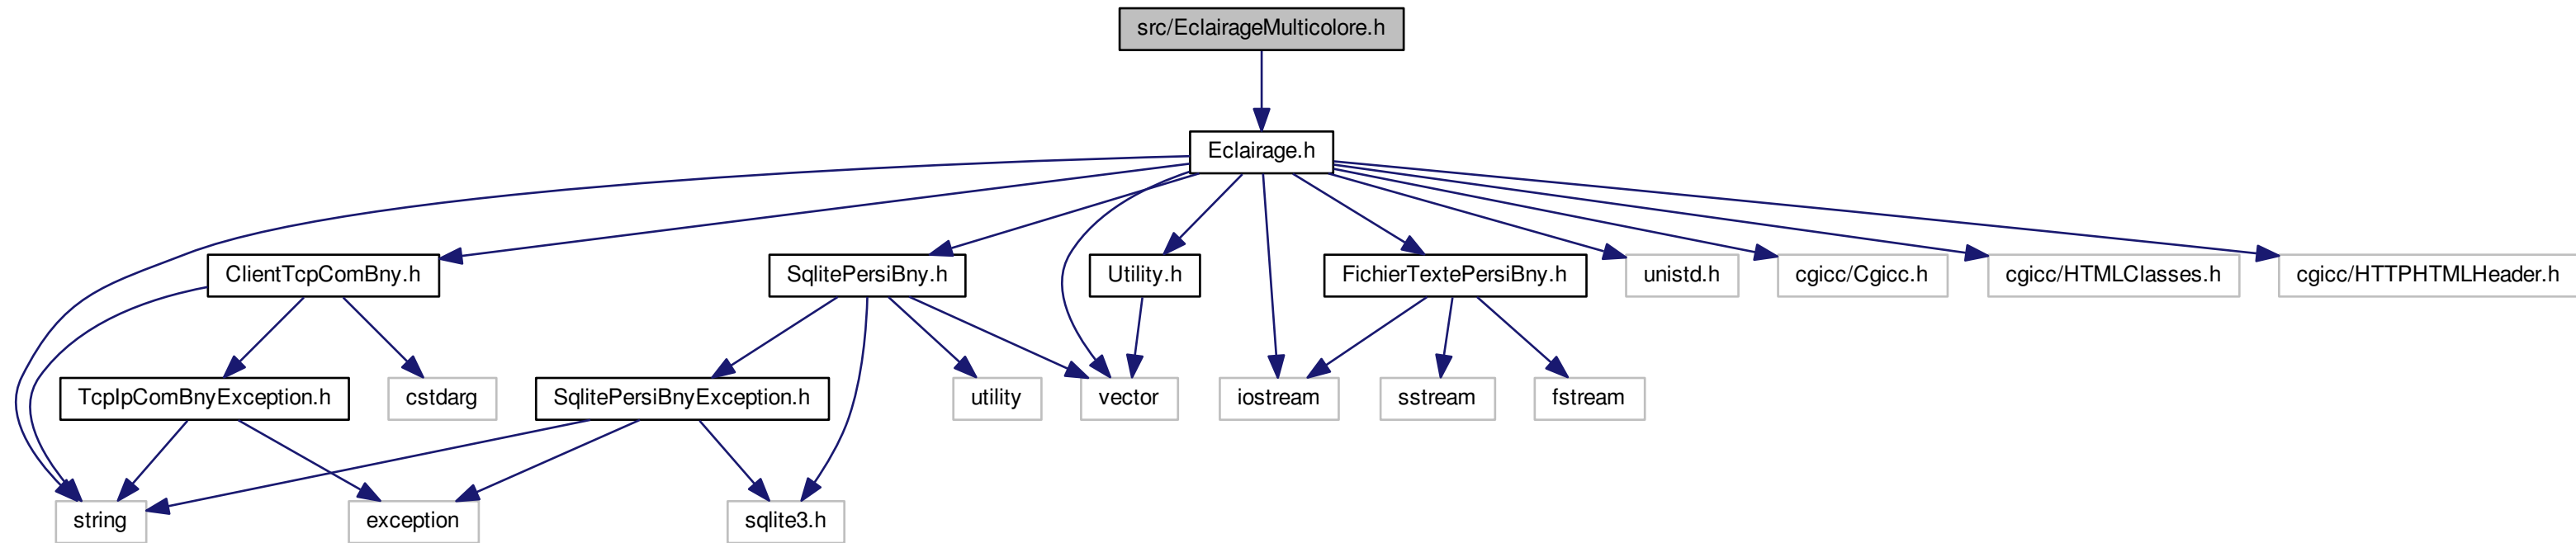 src/EclairageMulticolore.h
Eclairage.h
ClientTcpComBny.h
SqlitePersiBny.h
Utility.h
FichierTextePersiBny.h
unistd.h
cgicc/Cgicc.h
cgicc/HTMLClasses.h
cgicc/HTTPHTMLHeader.h
TcpIpComBnyException.h
cstdarg
SqlitePersiBnyException.h
utility
vector
iostream
sstream
fstream
string
exception
sqlite3.h